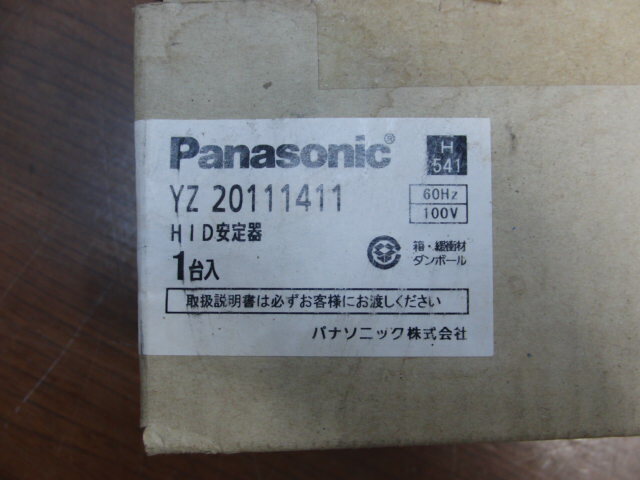 Panasonic®
H
541
YZ 20111411
60Hz
100V
HID安定器
箱・緩衝材
ダンボール
1台入
取扱説明書は必ずお客様にお渡しください
パナソニック株式会社